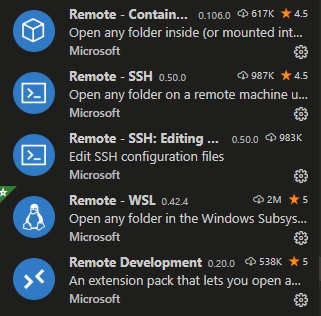 Remote - Contain... 0.106.0 617K 4.5
Open any folder inside (or mounted int...
Microsoft
Remote - SSH 0.50.0 987K 4.5
Open any folder on a remote machine u...
Microsoft
Remote - SSH: Editing ... 0.50.0 983K
Edit SSH configuration files
Microsoft
Remote - WSL 0.42.4 2M 5
Open any folder in the Windows Subsys...
Microsoft
Remote Development 0.20.0 538K 5
An extension pack that lets you open a...
Microsoft